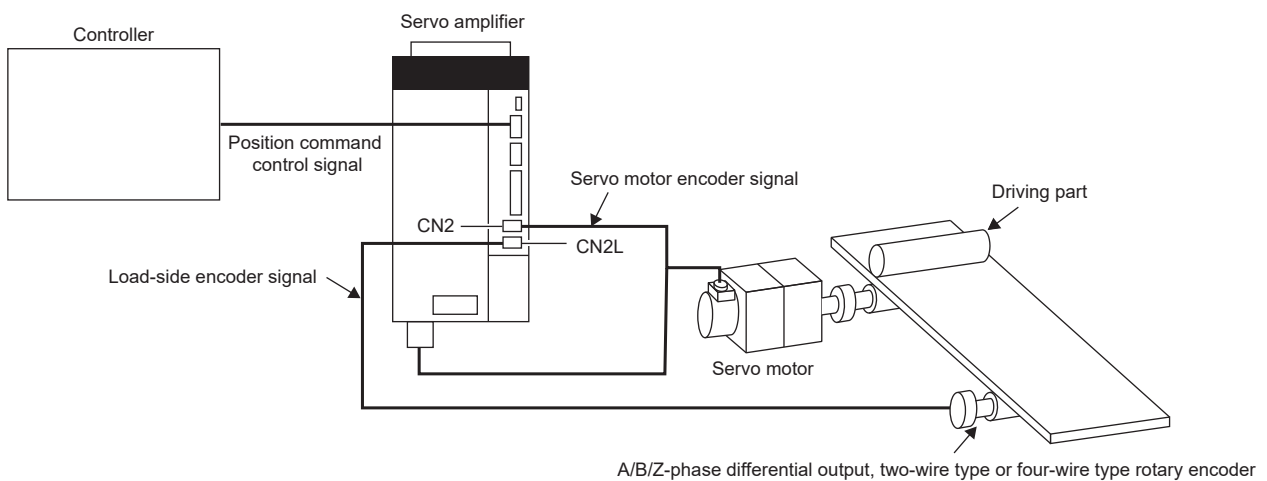 Servo amplifier
Controller
Position command
control signal
Servo motor encoder signal
Driving part
CN2
CN2L
Load-side encoder signal
Servo motor
A/B/Z-phase differential output, two-wire type or four-wire type rotary encoder